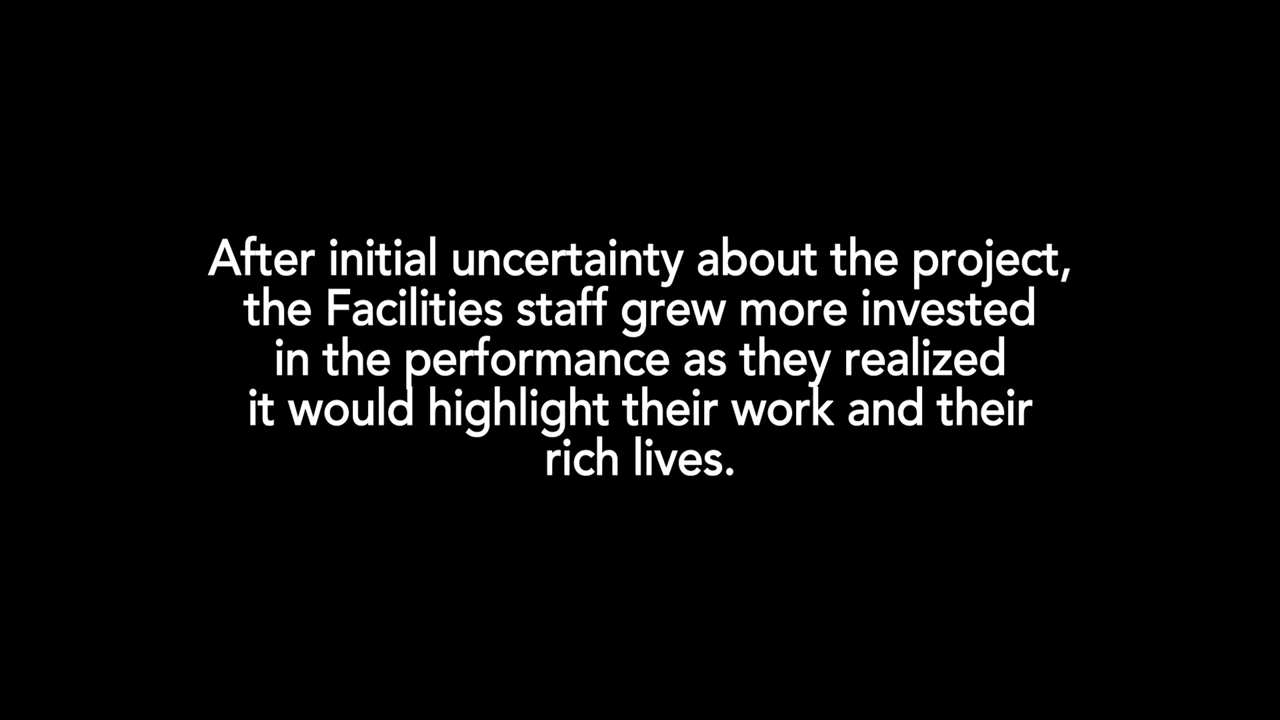 After initial uncertainty about the project,
the Facilities staff grew more invested
in the performance as they realized
it would highlight their work and their
rich lives.